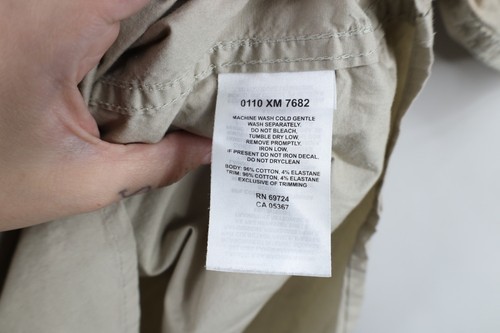 0110 XM 7682
MACHINE WASH COLD GENTLE
WASH SEPARATELY.
DO NOT BLEACH,
TUMBLE DRY LOW,
REMOVE PROMPTLY.
IRON LOW.
IF PRESENT DO NOT IRON DECAL.
DO NOT DRYCLEAN
BODY: 96% COTTON, 4% ELASTANE
TRIM: 96% COTTON, 4% ELASTANE
EXCLUSIVE OF TRIMMING
RN 69724
CA 05367